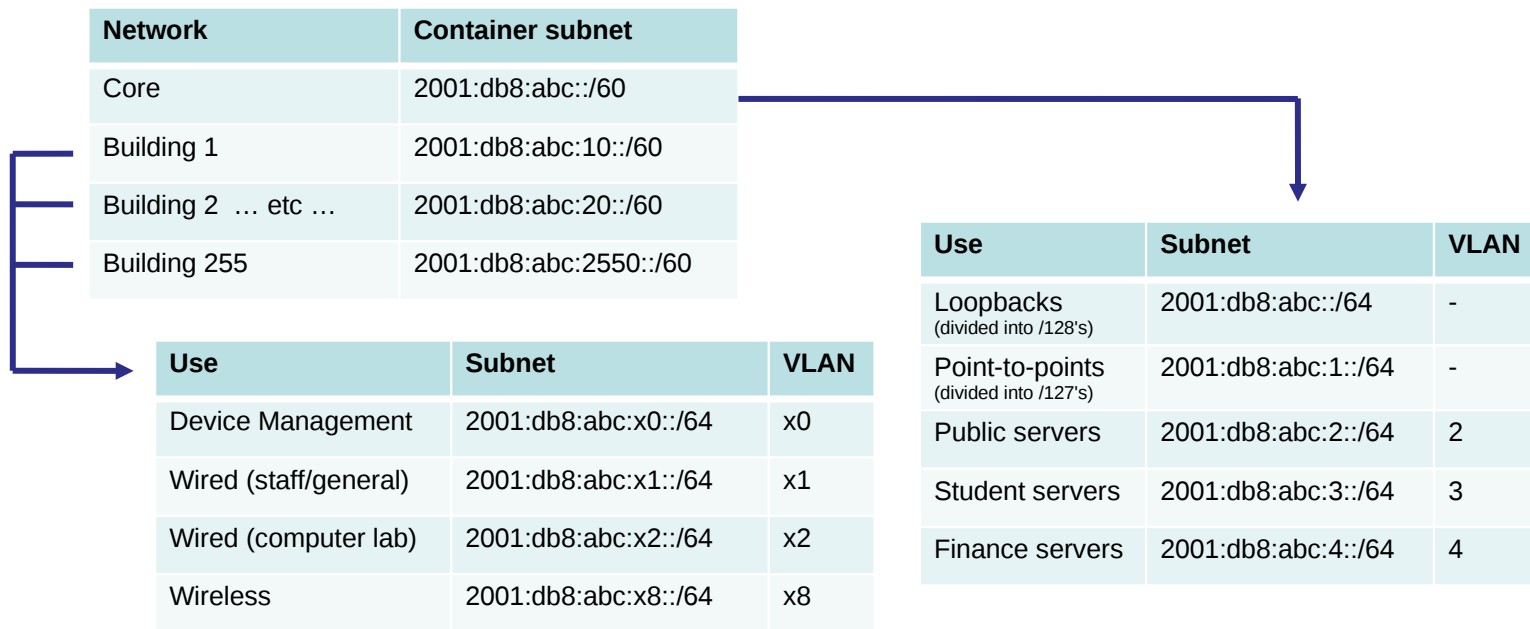 Network Container subnet
Core 2001:db8:abc::/60
Building 1 2001:db8:abc:10::/60
Building 2 … etc … 2001:db8:abc:20::/60
Building 255 2001:db8:abc:2550::/60
Use Subnet VLAN
Device Management 2001:db8:abc:x0::/64 x0
Wired (staff/general) 2001:db8:abc:x1::/64 x1
Wired (computer lab) 2001:db8:abc:x2::/64 x2
Wireless 2001:db8:abc:x8::/64 x8
Use Subnet VLAN
Loopbacks 2001:db8:abc::/64 -
(divided into /128's)
Point-to-points 2001:db8:abc:1::/64 -
(divided into /127's)
Public servers 2001:db8:abc:2::/64 2
Student servers 2001:db8:abc:3::/64 3
Finance servers 2001:db8:abc:4::/64 4